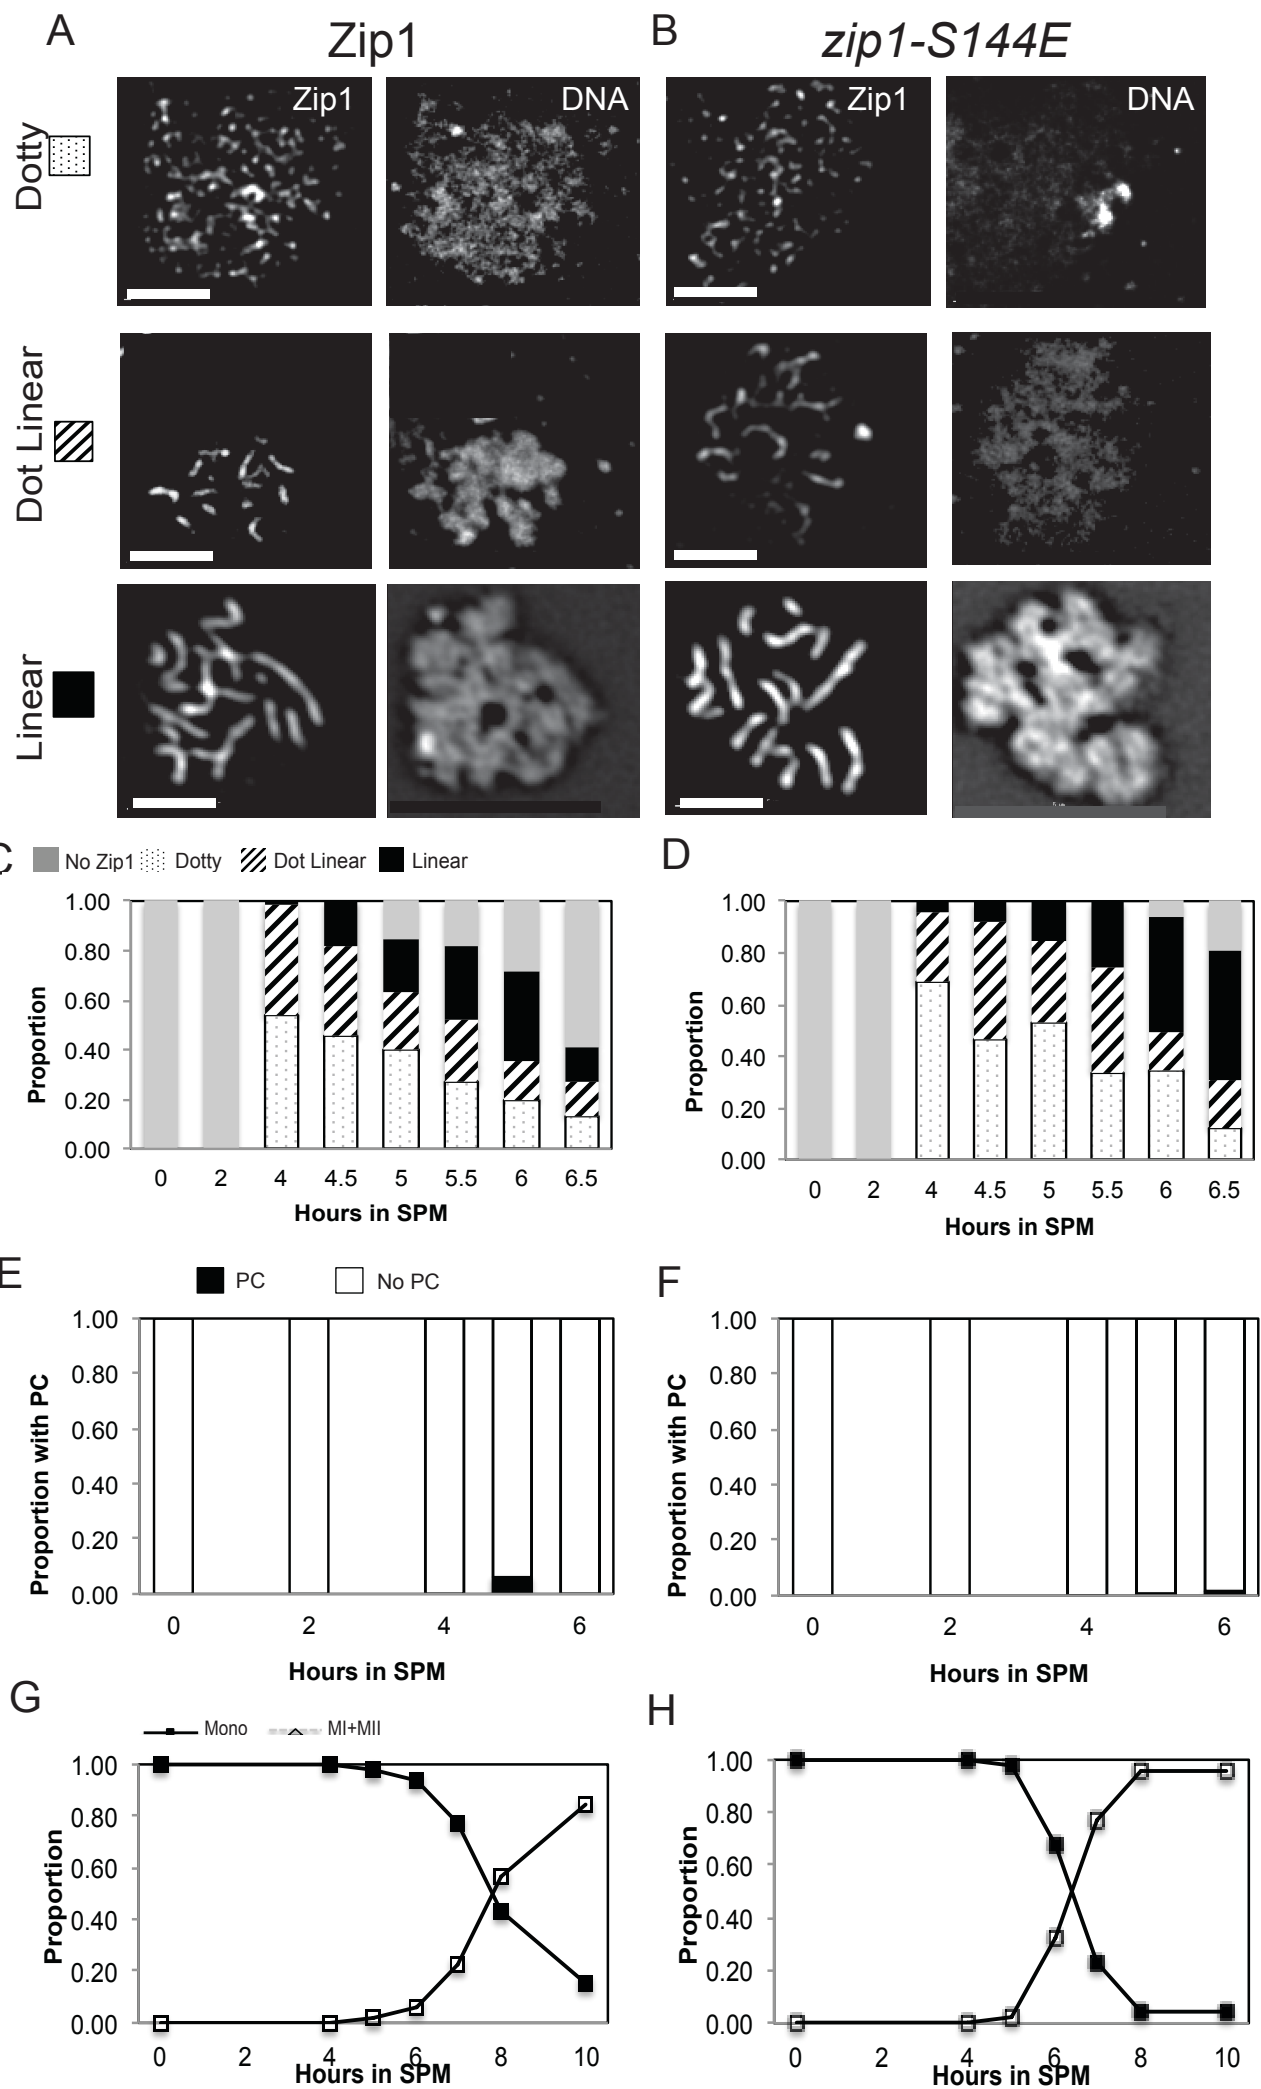 A Zip1 B zip1-S144E
Zip1 DNA Zip1 DNA
Dotty
Dot Linear
Linear
5 μm
C No Zip1 Dotty Dot Linear Linear D
1.00 1.00
0.80 0.80
0.60 0.60
0.40 0.40
0.20 0.20
0.00 0.00
Proportion Proportion
0 2 4 4.5 5 5.5 6 6.5 0 2 4 4.5 5 5.5 6 6.5
Hours in SPM Hours in SPM
E PC No PC F
1.00 1.00
0.80 0.80
0.60 0.60
0.40 0.40
0.20 0.20
0.00 0.00
Proportion with PC Proportion with PC
0 2 4 6 0 2 4 6
Hours in SPM Hours in SPM
G Mono MI+MII H
1.00 1.00
0.80 0.80
0.60 0.60
0.40 0.40
0.20 0.20
0.00 0.00
Proportion Proportion
0 2 4 6 8 10 0 2 4 6 8 10
Hours in SPM Hours in SPM